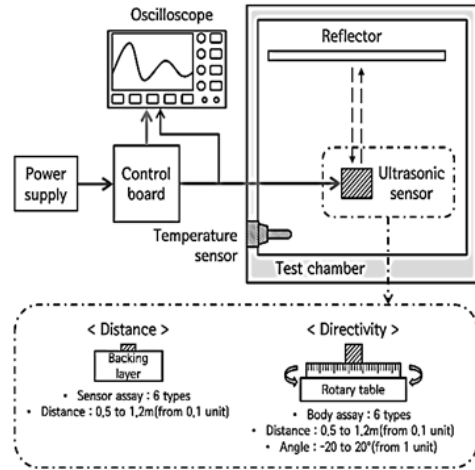 Oscilloscope
Reflector
Power
supply
Control
board
Ultrasonic
sensor
Temperature
sensor
Test chamber
< Distance >
Backing
layer
• Sensor assay : 6 types
• Distance : 0,5 to 1,2m(from 0,1 unit)
< Directivity >
Rotary table
• Body assay : 6 types
• Distance : 0,5 to 1,2m(from 0,1 unit)
• Angle : -20 to 20°(from 1 unit)